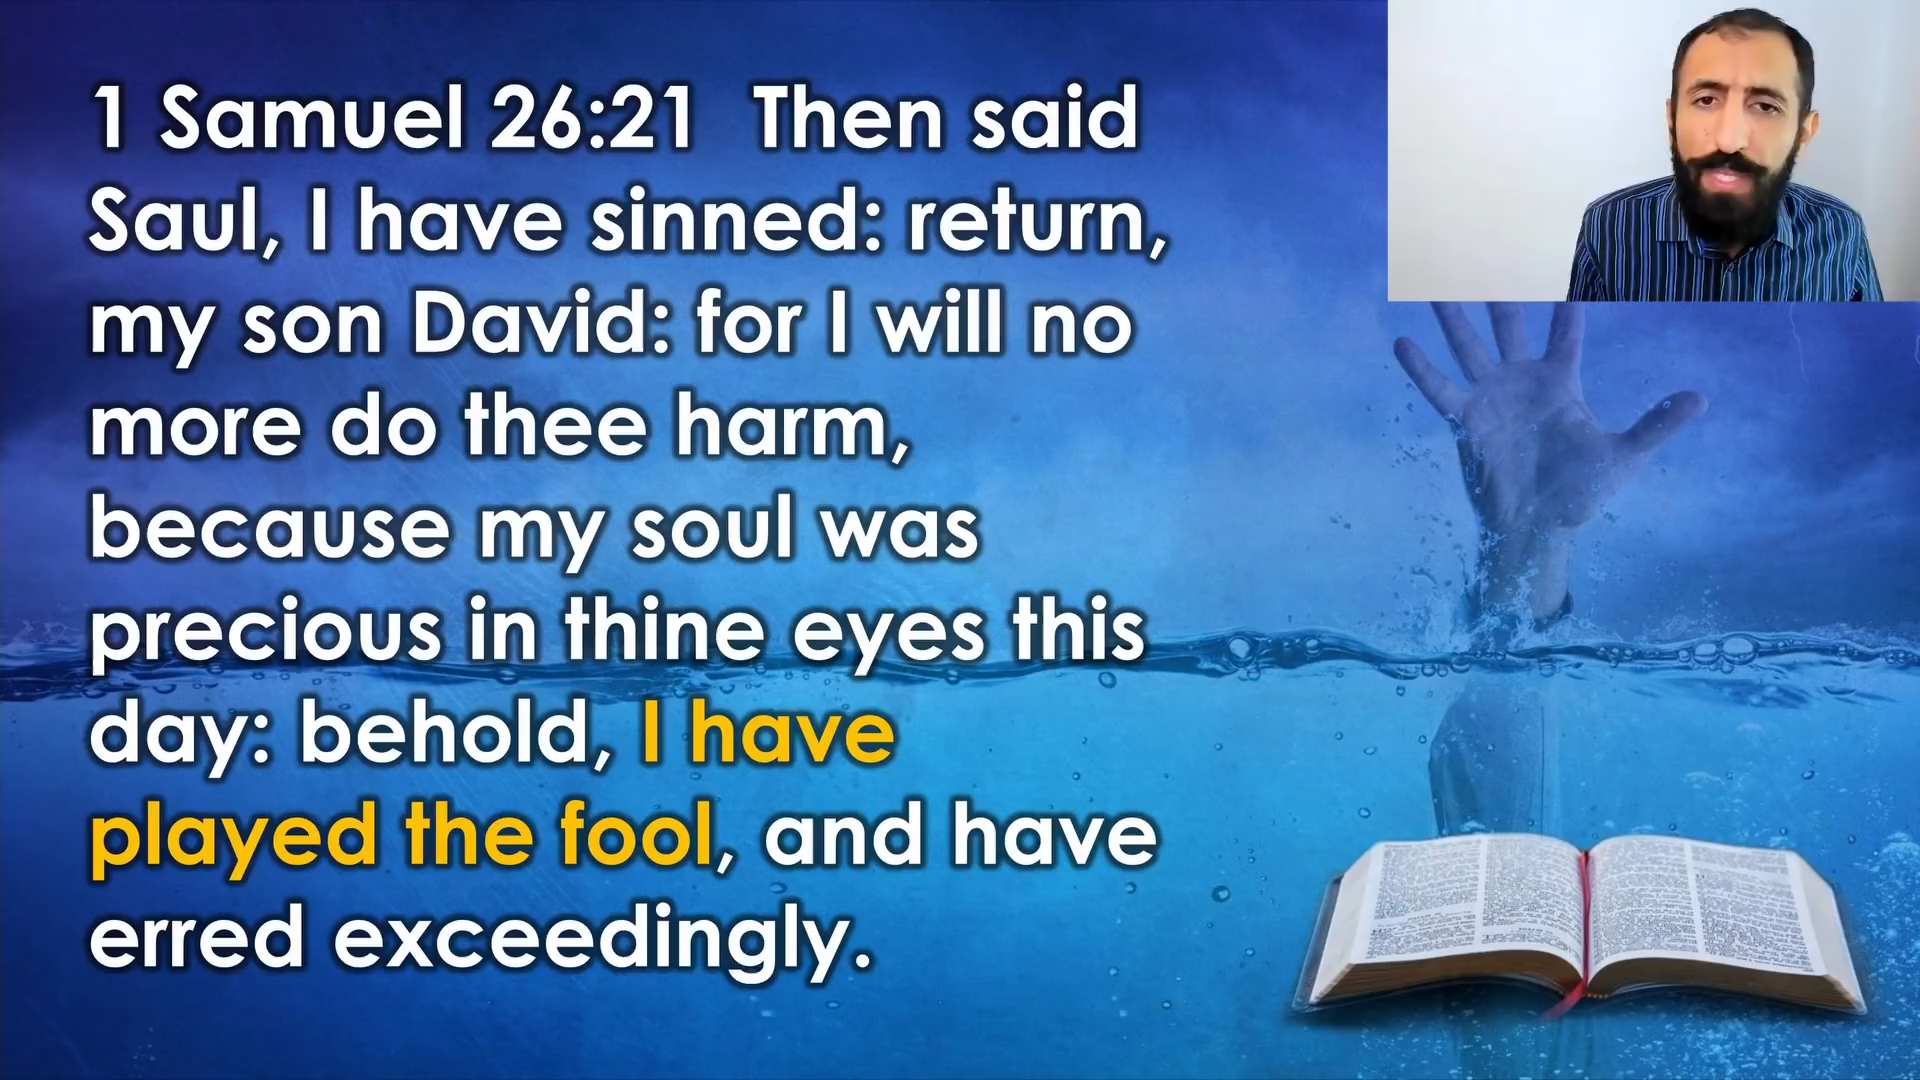 1 Samuel 26:21  Then said
Saul, I have sinned: return,
my son David: for I will no
more do thee harm,
because my soul was
precious in thine eyes this
day: behold, I have
played the fool, and have
erred exceedingly.